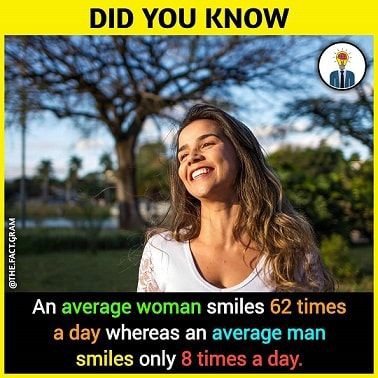 DID YOU KNOW
@THE.FACT.GRAM
An average woman smiles 62 times
a day whereas an average man
smiles only 8 times a day.